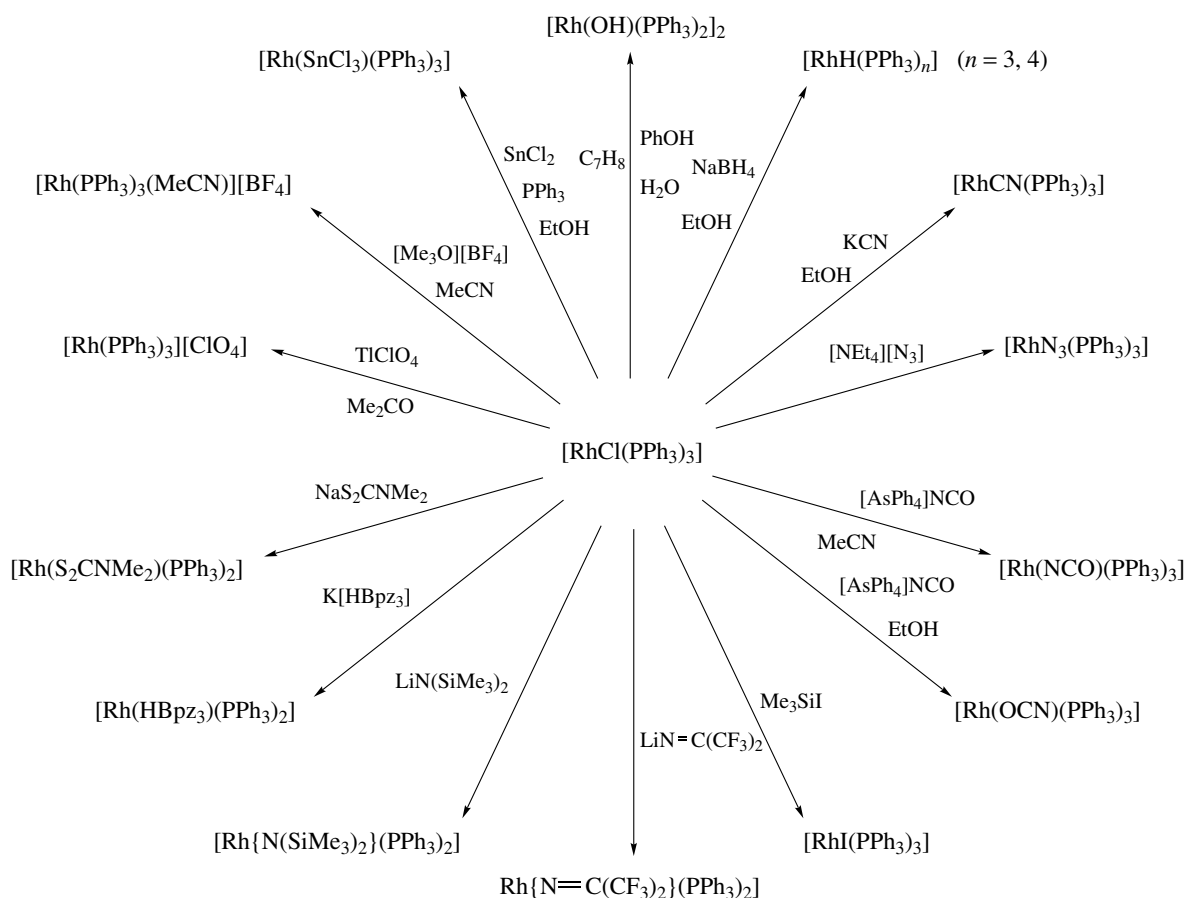 [Rh(OH)(PPh₃)₂]₂
[Rh(SnCl₃)(PPh₃)₃]
[RhH(PPh₃)ₙ] (n = 3, 4)
SnCl₂
PPh₃
EtOH
C₇H₈
PhOH
H₂O
NaBH₄
EtOH
[Rh(PPh₃)₃(MeCN)][BF₄]
[Me₃O][BF₄]
MeCN
[RhCN(PPh₃)₃]
KCN
EtOH
[Rh(PPh₃)₃][ClO₄]
TlClO₄
Me₂CO
[NEt₄][N₃]
[RhN₃(PPh₃)₃]
[RhCl(PPh₃)₃]
NaS₂CNMe₂
[Rh(S₂CNMe₂)(PPh₃)₂]
[AsPh₄]NCO
MeCN
[Rh(NCO)(PPh₃)₃]
K[HBpz₃]
[Rh(HBpz₃)(PPh₃)₂]
[AsPh₄]NCO
EtOH
[Rh(OCN)(PPh₃)₃]
LiN(SiMe₃)₂
[Rh{N(SiMe₃)₂}(PPh₃)₂]
LiN=C(CF₃)₂
Rh{N=C(CF₃)₂}(PPh₃)₂]
Me₃SiI
[RhI(PPh₃)₃]